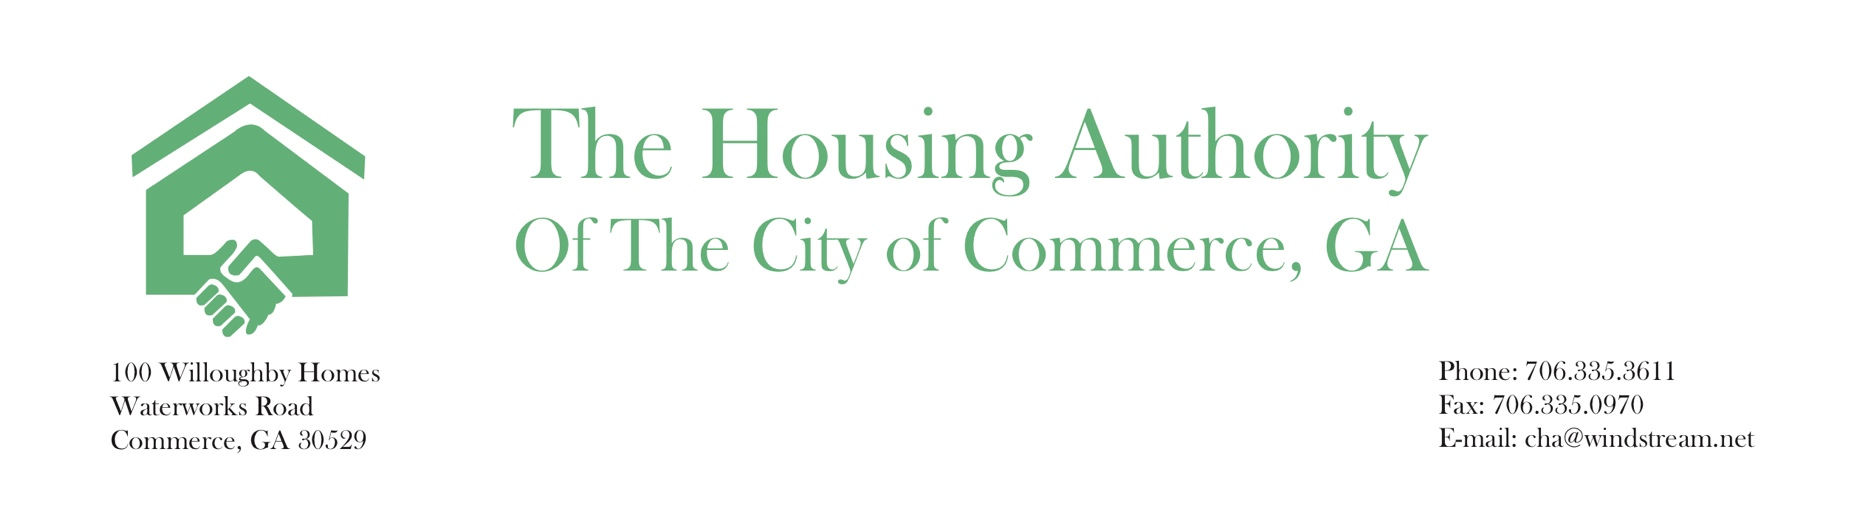 The Housing Authority
Of The City of Commerce, GA
100 Willoughby Homes
Waterworks Road
Commerce, GA 30529
Phone: 706.335.3611
Fax: 706.335.0970
E-mail: cha@windstream.net